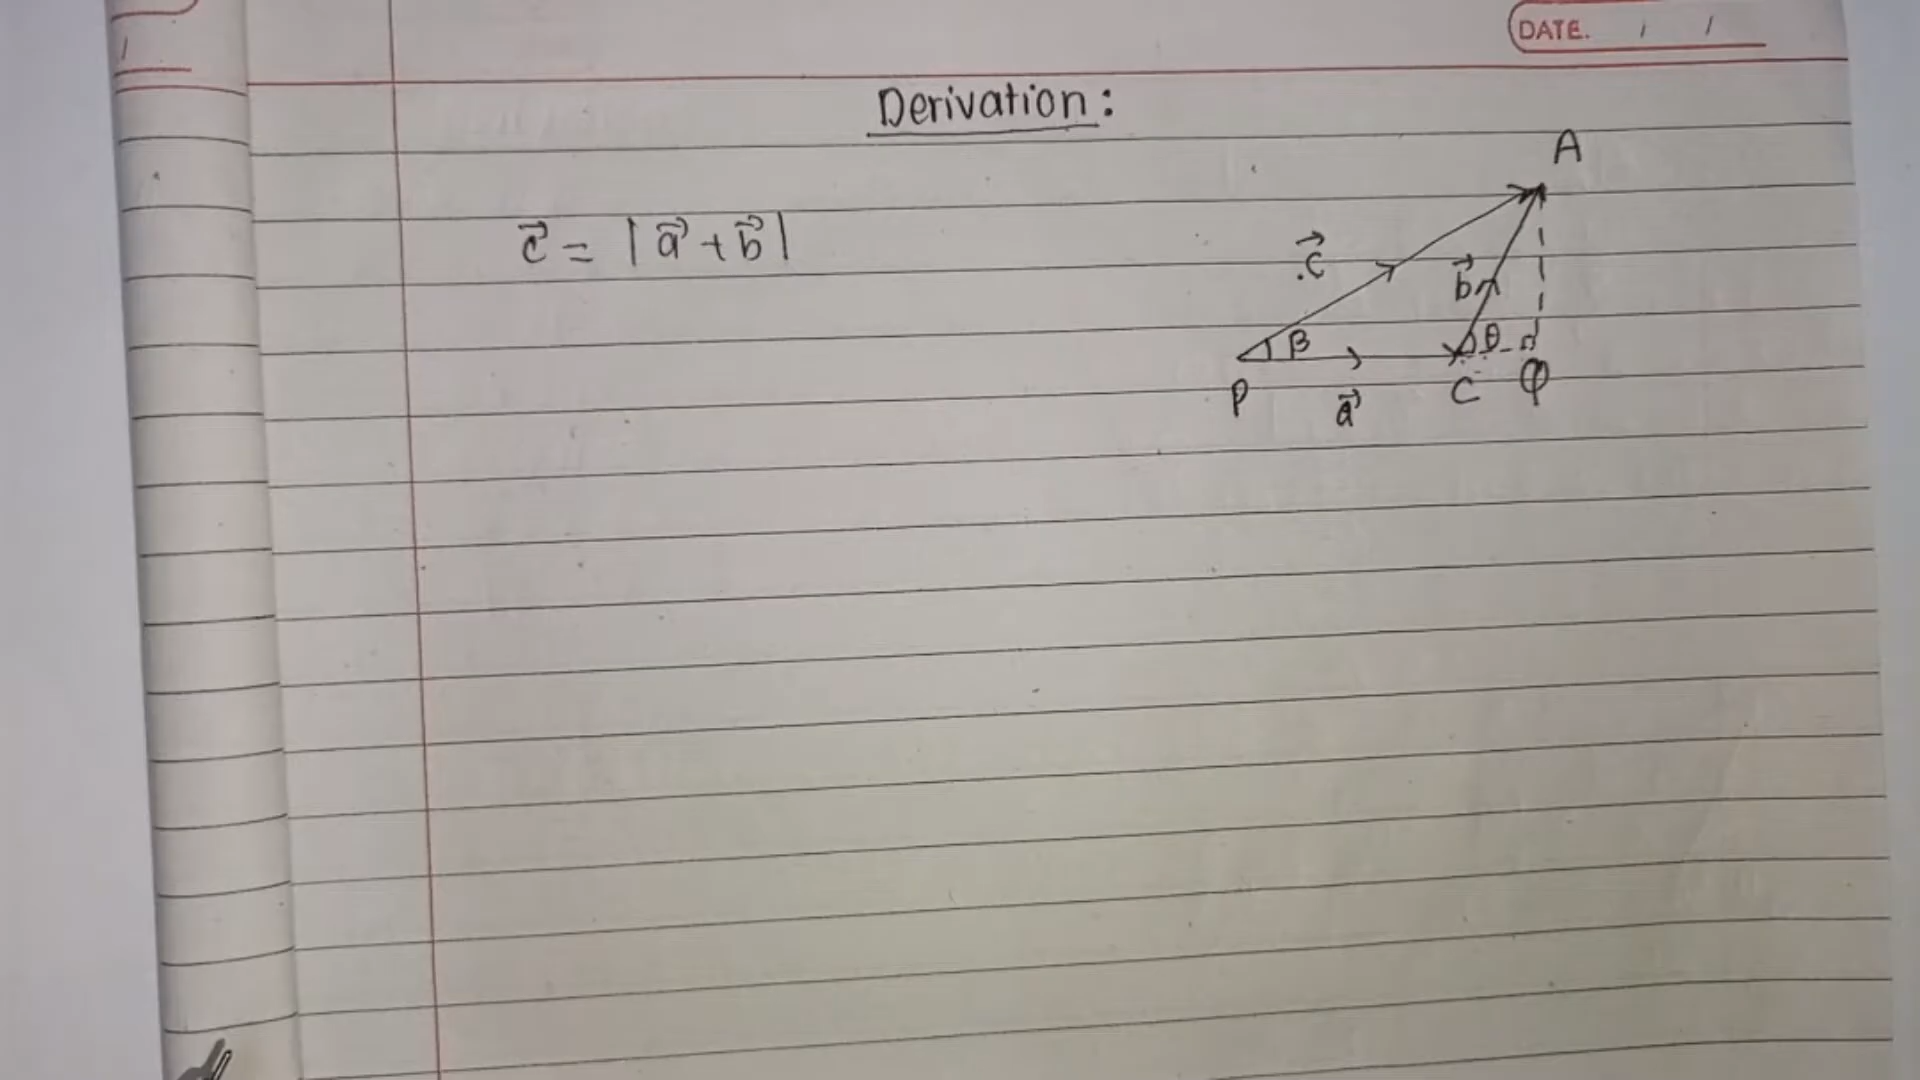 DATE. / /
/
Derivation:
A
c⃗ = |a⃗ + b⃗|
c⃗
b⃗
β θ
P a⃗ C Q